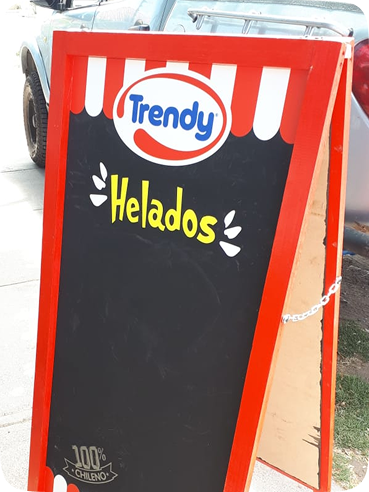 Trendy
Helados
100%
CHILENO